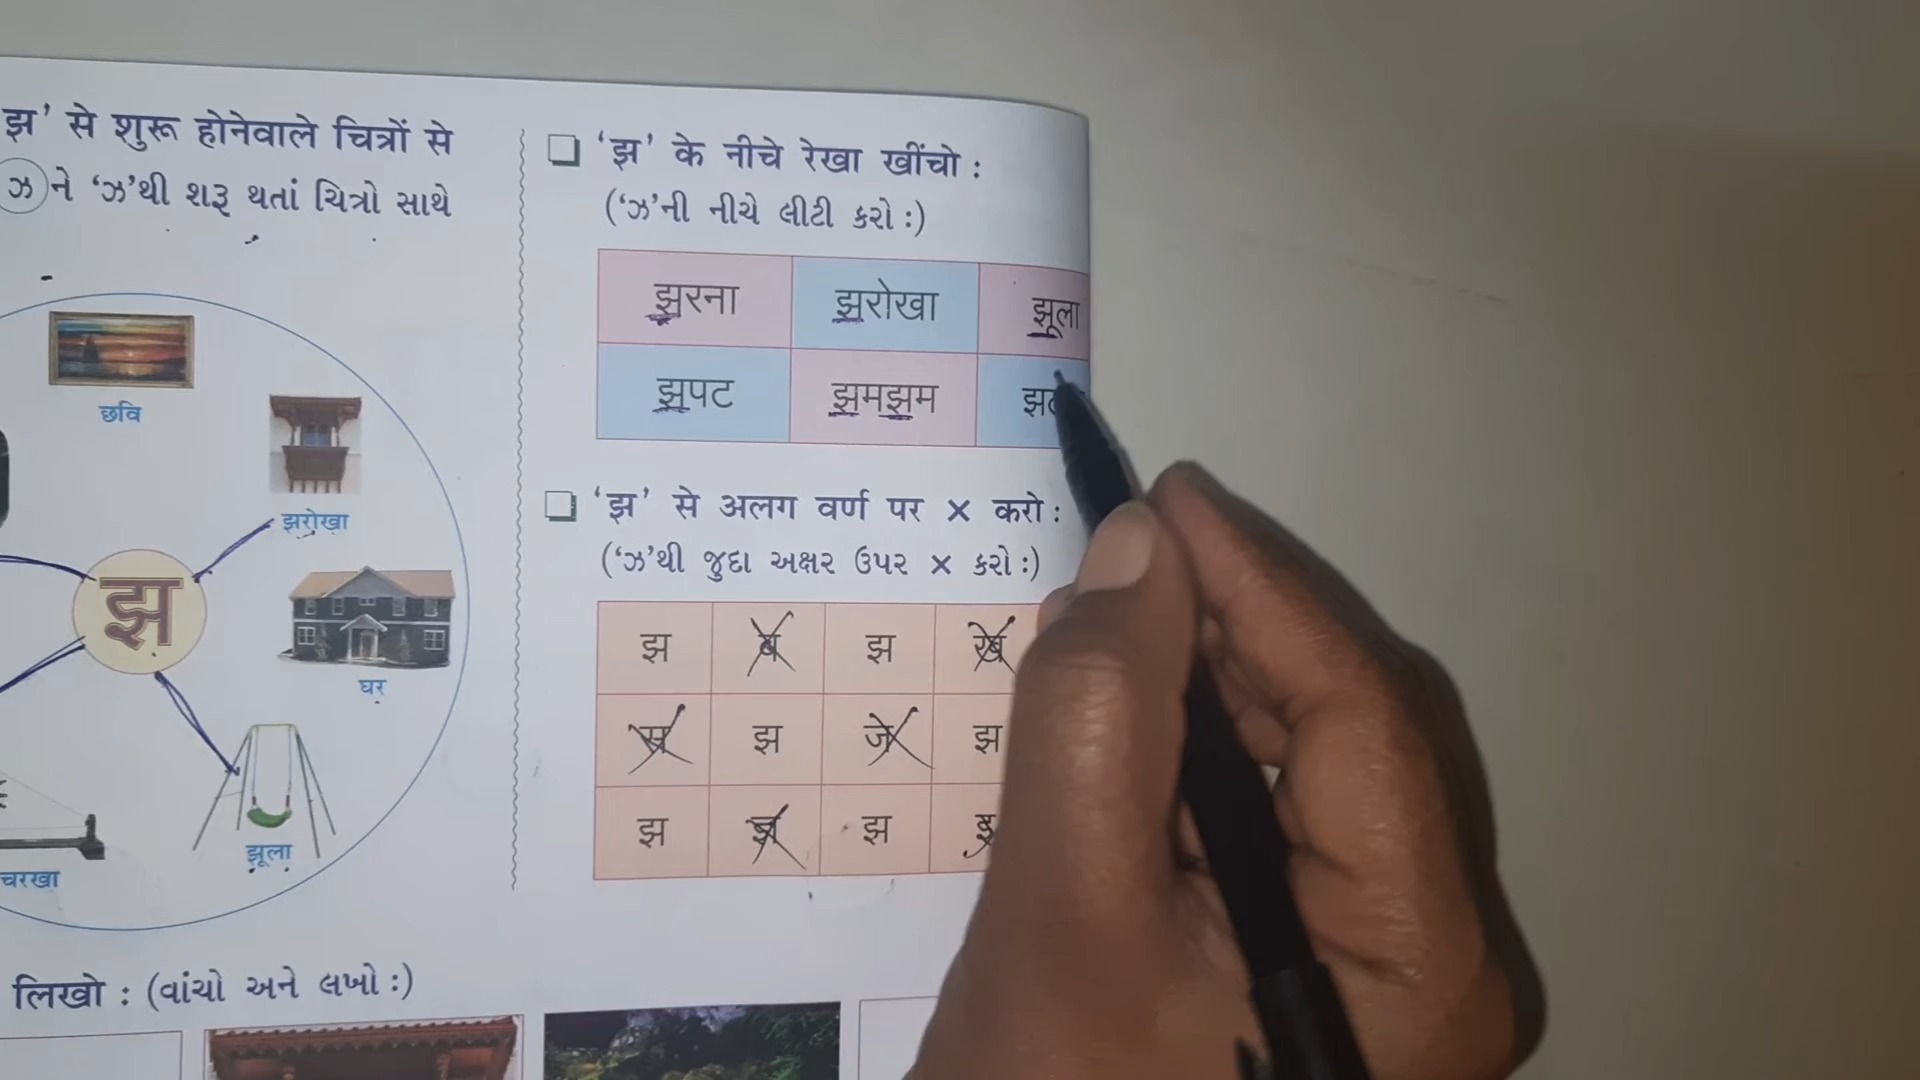 झ' से शुरू होनेवाले चित्रों से
ઝ ને 'ઝ'થી શરૂ થતાં ચિત્રો સાથે
छवि
झरोखा
झ
घर
झूला
चरखा
'झ' के नीचे रेखा खींचो :
('ઝ'ની નીચે લીટી કરો :)
झरना झरोखा झूला
झपट झमझम
'झ' से अलग वर्ण पर × करो :
('ઝ'થી જુદા અક્ષર ઉપર × કરો :)
झ झ ख
झ ज झ
झ झ
लिखो : (વાંચો અને લખો :)